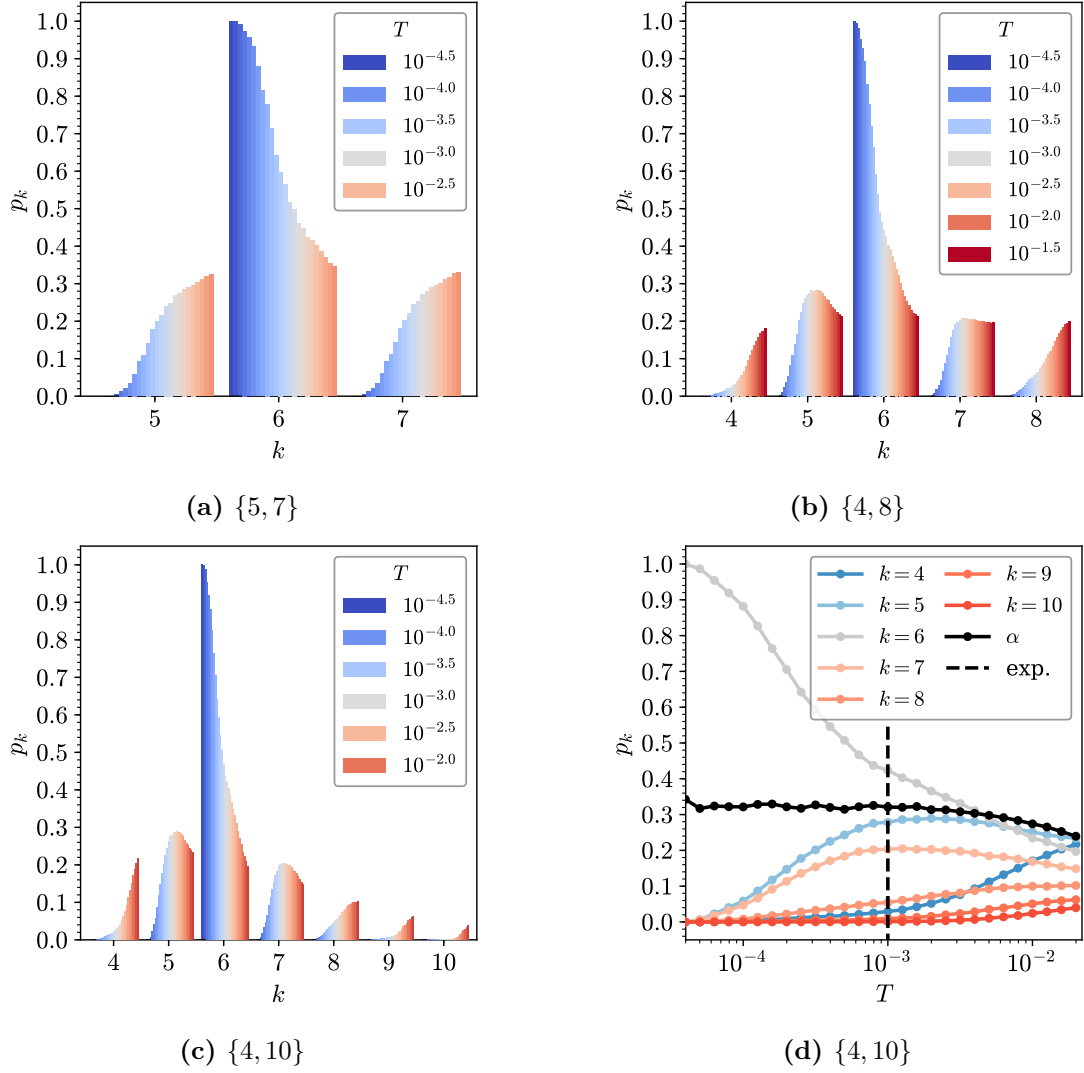 1.0
0.9
0.8
0.7
0.6
0.5
0.4
0.3
0.2
0.1
0.0
p_k
5 6 7
k
T
10^{-4.5}
10^{-4.0}
10^{-3.5}
10^{-3.0}
10^{-2.5}
(a) {5, 7}
1.0
0.9
0.8
0.7
0.6
0.5
0.4
0.3
0.2
0.1
0.0
p_k
4 5 6 7 8
k
T
10^{-4.5}
10^{-4.0}
10^{-3.5}
10^{-3.0}
10^{-2.5}
10^{-2.0}
10^{-1.5}
(b) {4, 8}
1.0
0.9
0.8
0.7
0.6
0.5
0.4
0.3
0.2
0.1
0.0
p_k
4 5 6 7 8 9 10
k
T
10^{-4.5}
10^{-4.0}
10^{-3.5}
10^{-3.0}
10^{-2.5}
10^{-2.0}
(c) {4, 10}
1.0
0.9
0.8
0.7
0.6
0.5
0.4
0.3
0.2
0.1
0.0
p_k
10^{-4} 10^{-3} 10^{-2}
T
k = 4
k = 5
k = 6
k = 7
k = 8
k = 9
k = 10
α
exp.
(d) {4, 10}